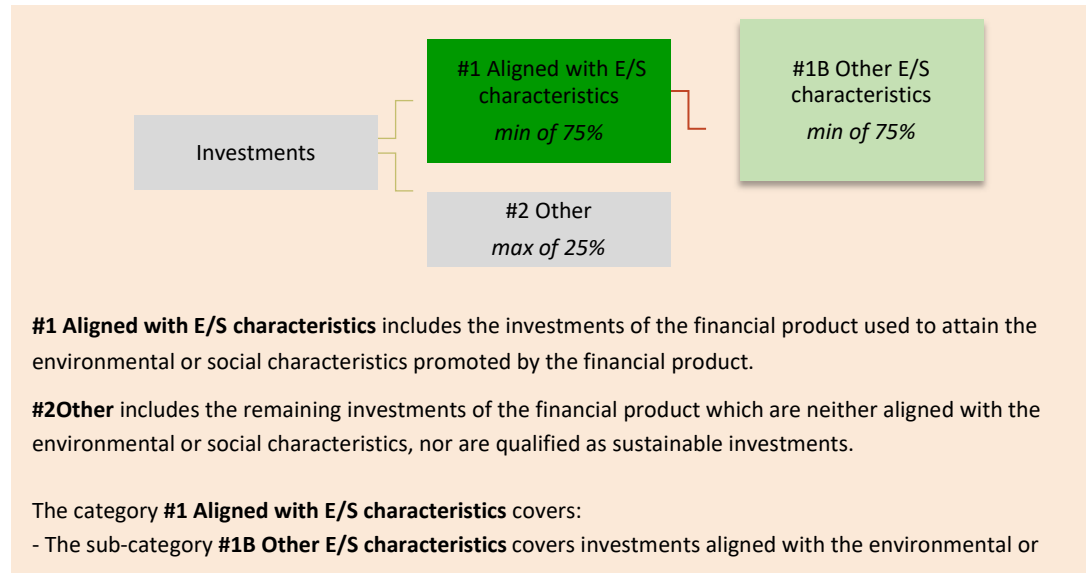 #1 Aligned with E/S
characteristics
min of 75%
#1B Other E/S
characteristics
min of 75%
Investments
#2 Other
max of 25%
#1 Aligned with E/S characteristics includes the investments of the financial product used to attain the
environmental or social characteristics promoted by the financial product.
#2Other includes the remaining investments of the financial product which are neither aligned with the
environmental or social characteristics, nor are qualified as sustainable investments.
The category #1 Aligned with E/S characteristics covers:
- The sub-category #1B Other E/S characteristics covers investments aligned with the environmental or